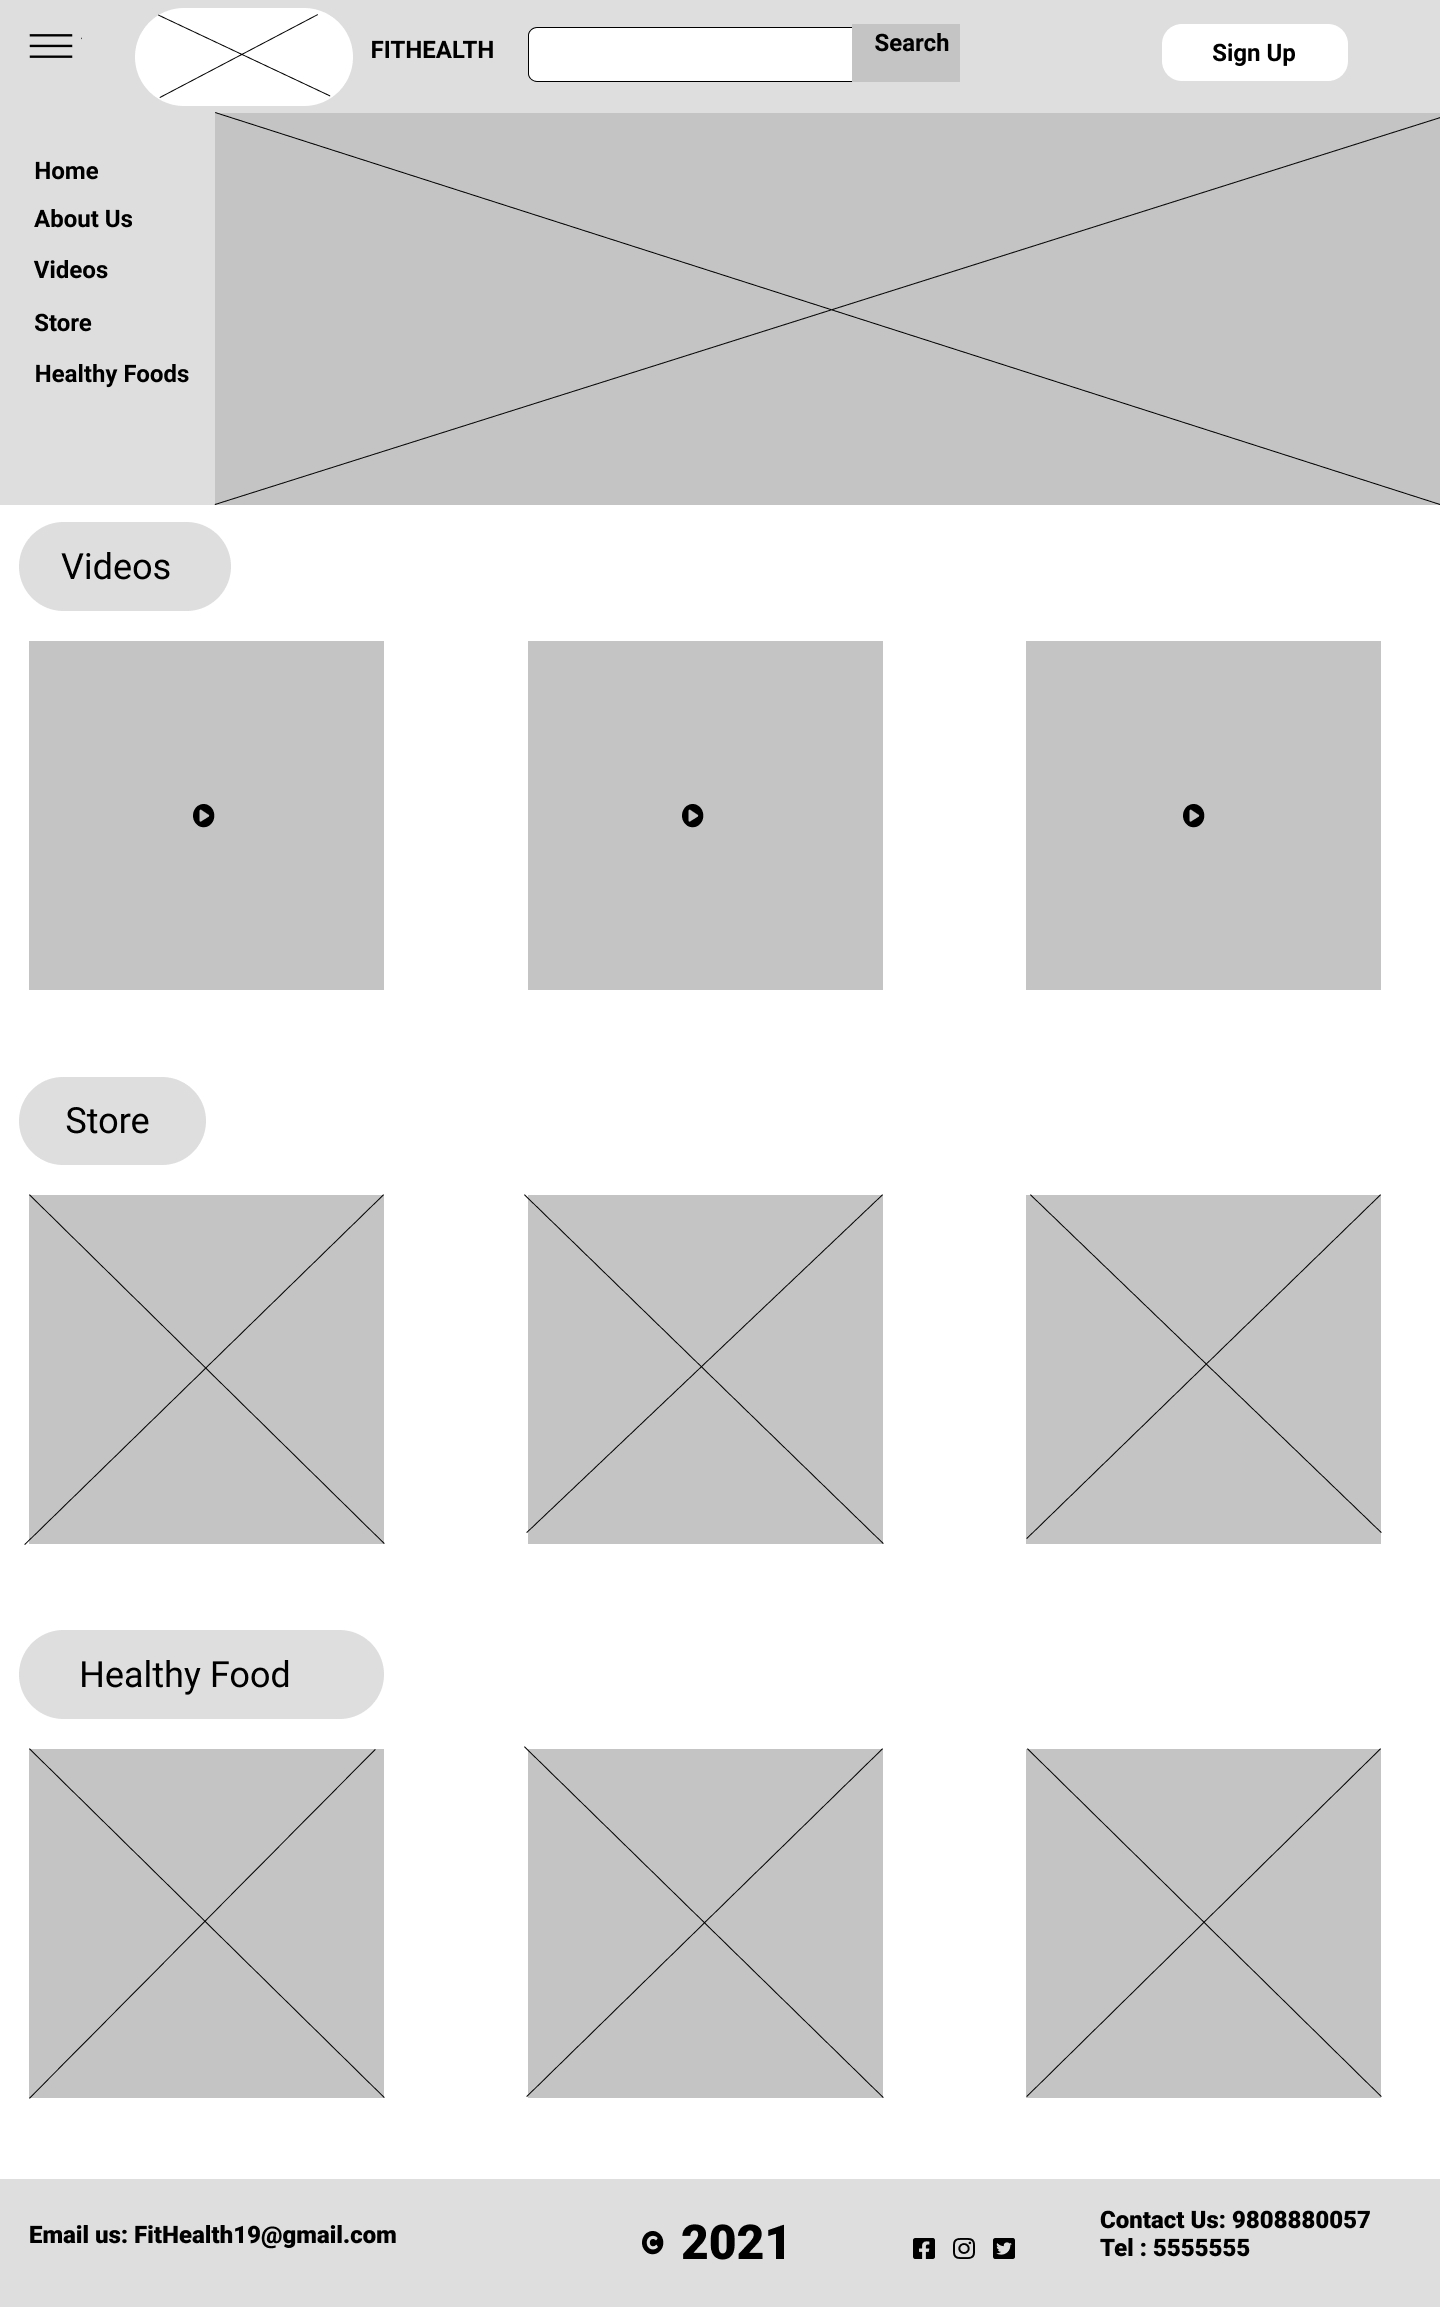 FITHEALTH
Search
Sign Up
Home
About Us
Videos
Store
Healthy Foods
Videos
Store
Healthy Food
Email us: FitHealth19@gmail.com
© 2021
Contact Us: 9808880057
Tel : 5555555